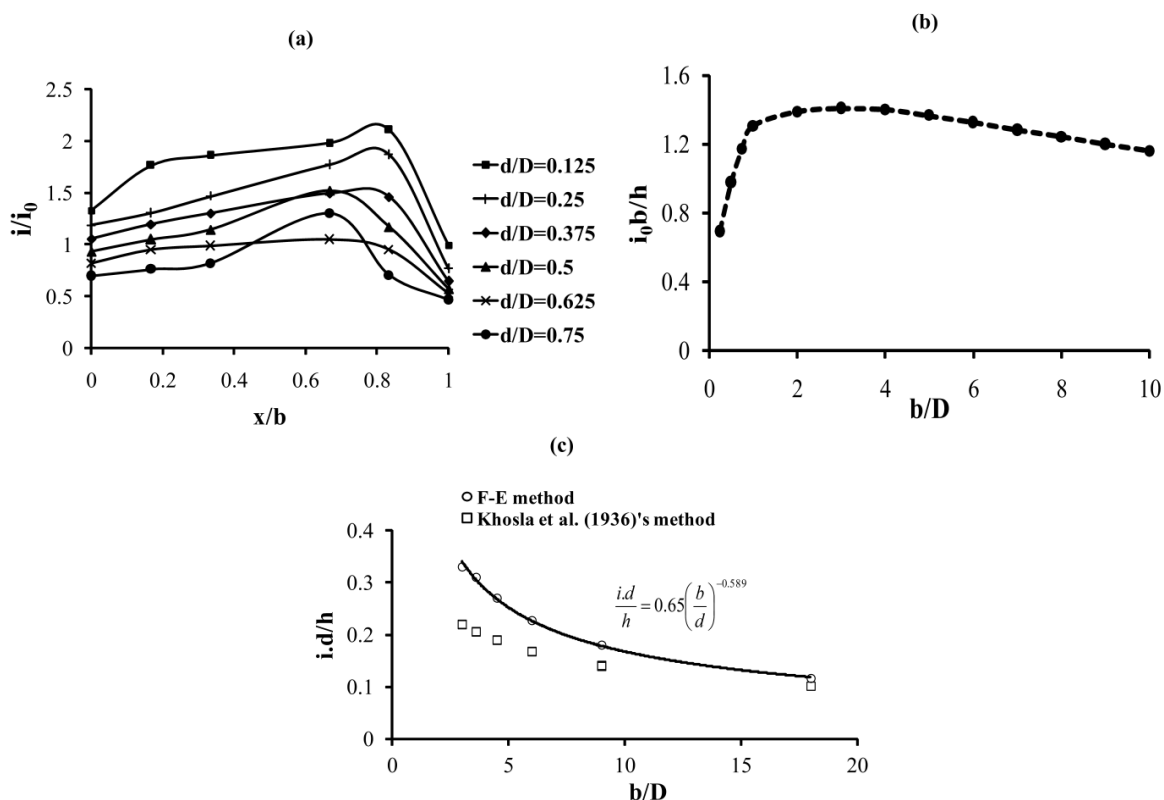 (a)
2.5
2
1.5
1
0.5
0
i/i₀
0 0.2 0.4 0.6 0.8 1
x/b
d/D=0.125
d/D=0.25
d/D=0.375
d/D=0.5
d/D=0.625
d/D=0.75
(b)
1.6
1.2
0.8
0.4
0
i₀b/h
0 2 4 6 8 10
b/D
(c)
F-E method
Khosla et al. (1936)'s method
0.4
0.3
0.2
0.1
0
i.d/h
i.d/h = 0.65(b/d)^−0.589
0 5 10 15 20
b/D